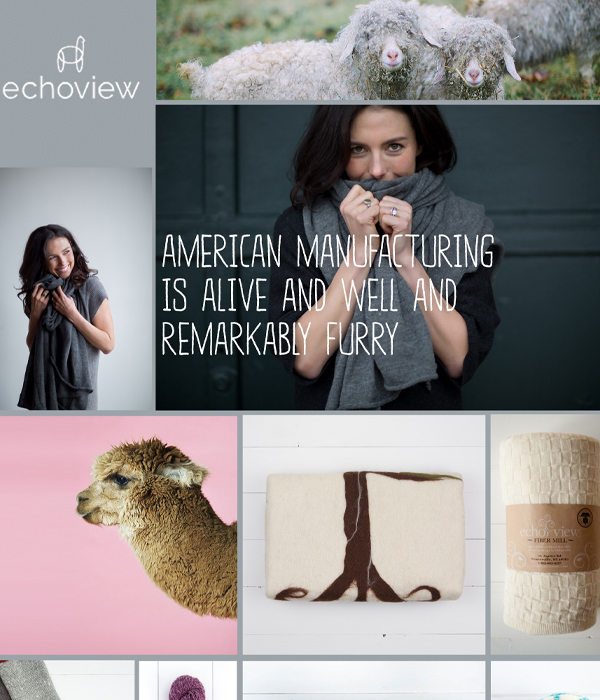 echoview
AMERICAN MANUFACTURING
IS ALIVE AND WELL AND
REMARKABLY FURRY
echoview
FIBER MILL